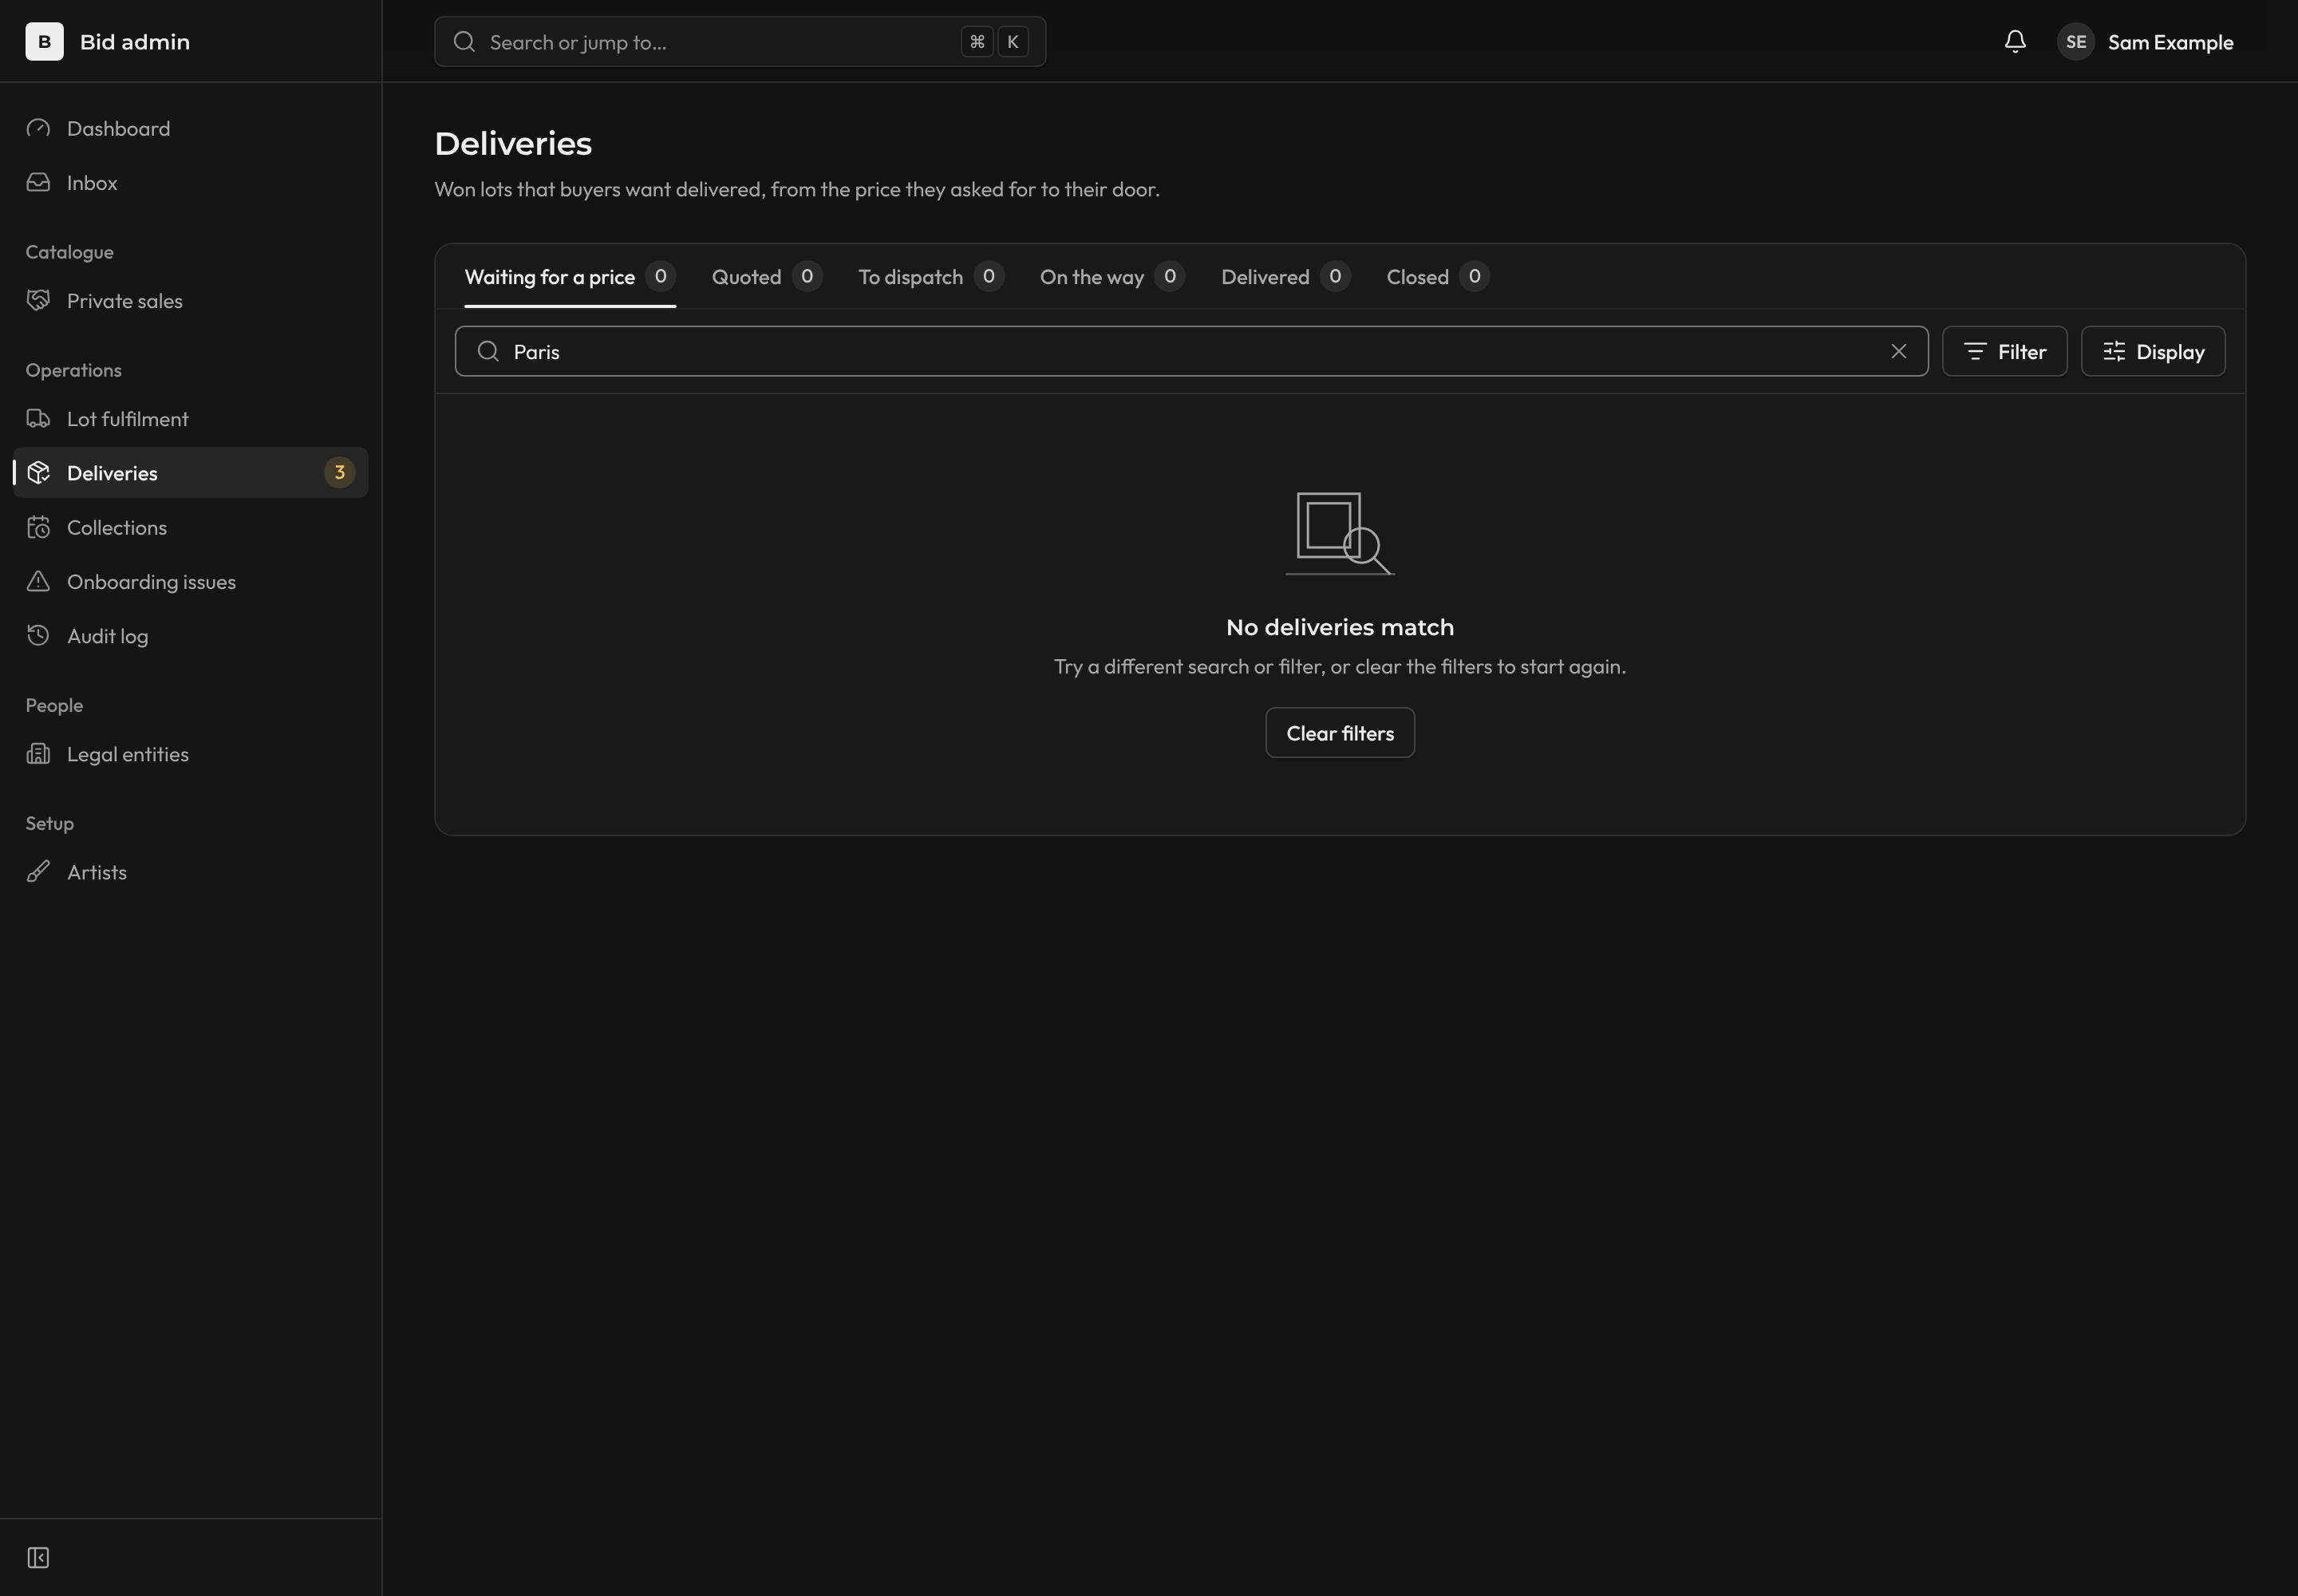 B Bid admin
Search or jump to... ⌘ K
SE Sam Example
Dashboard
Inbox
Catalogue
Private sales
Operations
Lot fulfilment
Deliveries 3
Collections
Onboarding issues
Audit log
People
Legal entities
Setup
Artists
Deliveries
Won lots that buyers want delivered, from the price they asked for to their door.
Waiting for a price 0 Quoted 0 To dispatch 0 On the way 0 Delivered 0 Closed 0
Paris Filter Display
No deliveries match
Try a different search or filter, or clear the filters to start again.
Clear filters